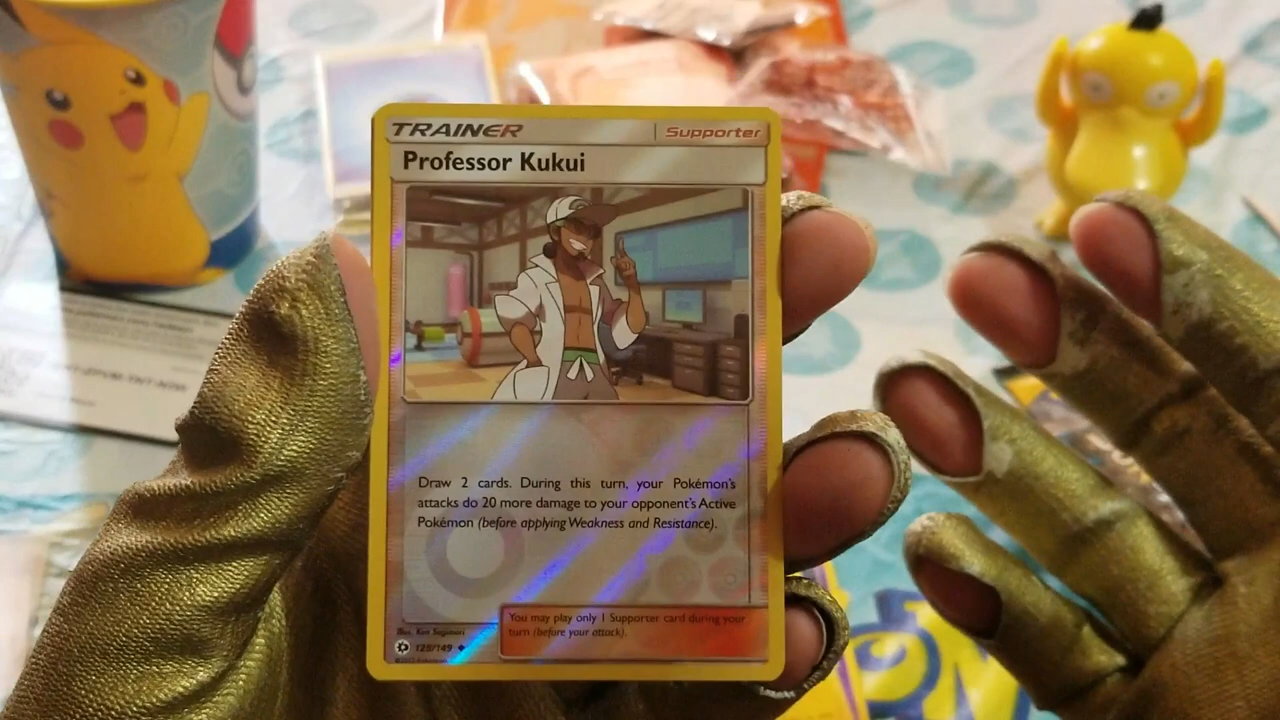 TRAINER
Supporter
Professor Kukui
Draw 2 cards. During this turn, your Pokémon's
attacks do 20 more damage to your opponent's Active
Pokémon (before applying Weakness and Resistance).
You may play only 1 Supporter card during your
turn (before your attack).
Illus. Ken Sugimori
128/149